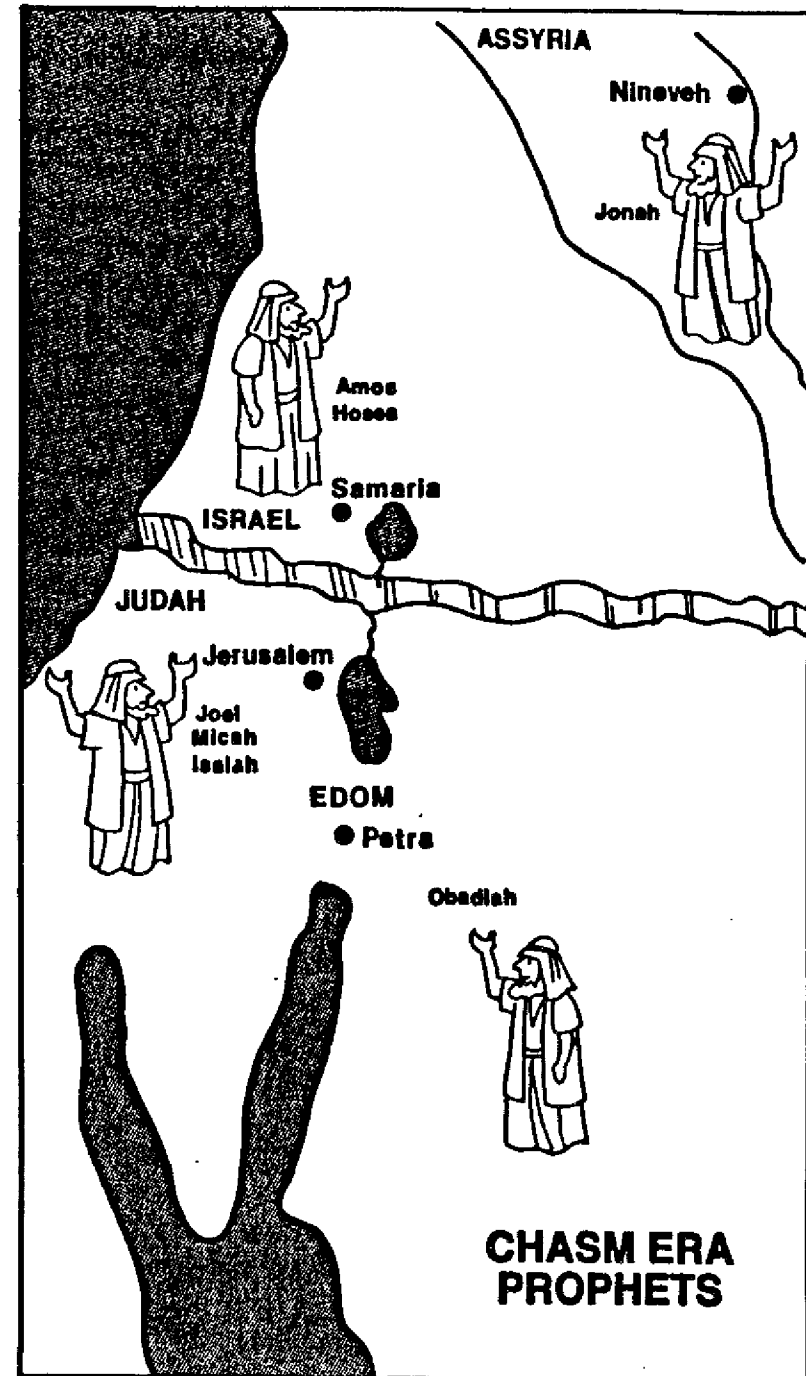 ASSYRIA
Nineveh
Jonah
Amos
Hosea
Samaria
ISRAEL
JUDAH
Jerusalem
Joel
Micah
Isaiah
EDOM
Petra
Obadiah
CHASM ERA
PROPHETS